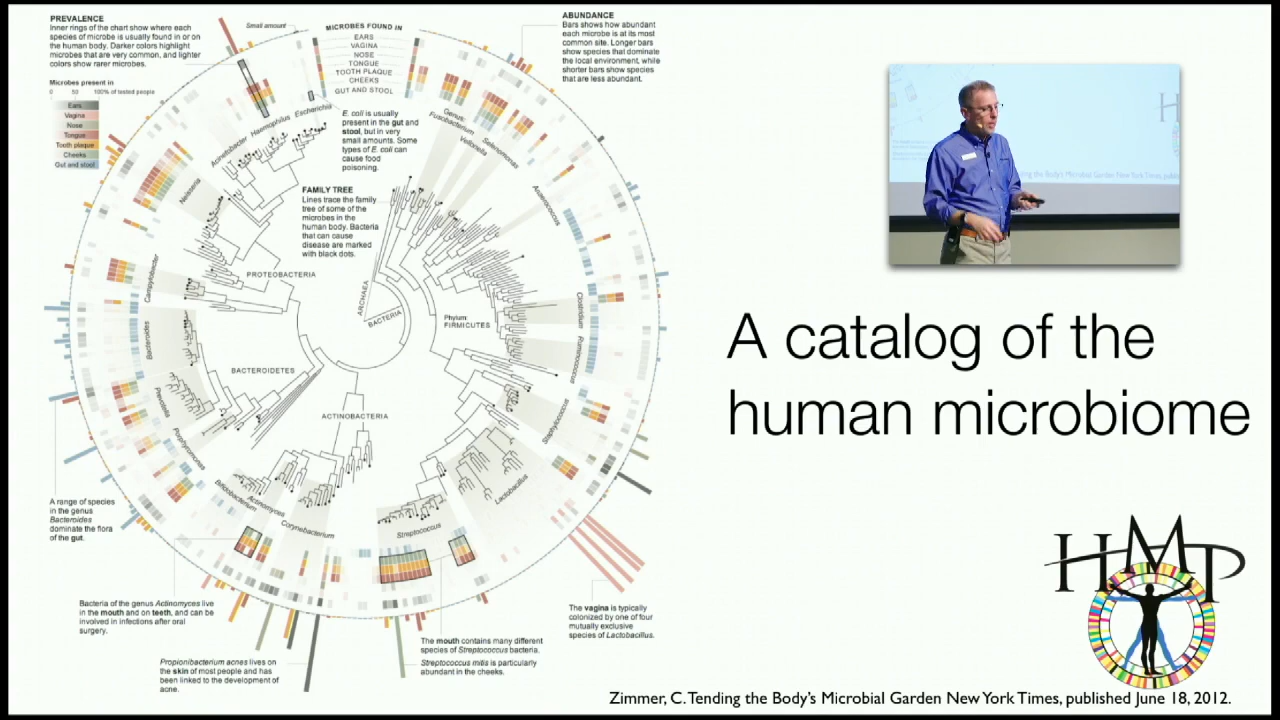 PREVALENCE
Inner rings of the chart show where each
species of microbe is usually found in or on
the human body. Darker colors highlight
microbes that are very common, and lighter
colors show rarer microbes.
Microbes present in
0 50 100% of tested people
Ears
Vagina
Nose
Tongue
Tooth plaque
Cheeks
Gut and stool
Small amount
MICROBES FOUND IN
EARS
VAGINA
NOSE
TONGUE
TOOTH PLAQUE
CHEEKS
GUT AND STOOL
ABUNDANCE
Bars shows how abundant
each microbe is at its most
common site. Longer bars
show species that dominate
the local environment, while
shorter bars show species
that are less abundant.
Acinetobacter
Haemophilus
Escherichia
E. coli is usually
present in the gut and
stool, but in very
small amounts. Some
types of E. coli can
cause food
poisoning.
Genus:
Fusobacterium
Veillonella
Selenomonas
Anaerococcus
Neisseria
FAMILY TREE
Lines trace the family
tree of some of the
microbes in the
human body. Bacteria
that can cause
disease are marked
with black dots.
PROTEOBACTERIA
Campylobacter
ARCHAEA
BACTERIA
Phylum
FIRMICUTES
Clostridium
Ruminococcus
Bacteroides
BACTEROIDETES
Prevotella
ACTINOBACTERIA
Staphylococcus
Porphyromonas
Lactobacillus
Bifidobacterium
Actinomyces
Corynebacterium
Streptococcus
A range of species
in the genus
Bacteroides
dominate the flora
of the gut.
Bacteria of the genus Actinomyces live
in the mouth and on teeth, and can be
involved in infections after oral
surgery.
Propionibacterium acnes lives on
the skin of most people and has
been linked to the development of
acne.
The mouth contains many different
species of Streptococcus bacteria.
Streptococcus mitis is particularly
abundant in the cheeks.
The vagina is typically
colonized by one of four
mutually exclusive
species of Lactobacillus.
ing the Body's Microbial Garden New York Times, publis
A catalog of the
human microbiome
HMP
Zimmer, C. Tending the Body's Microbial Garden New York Times, published June 18, 2012.